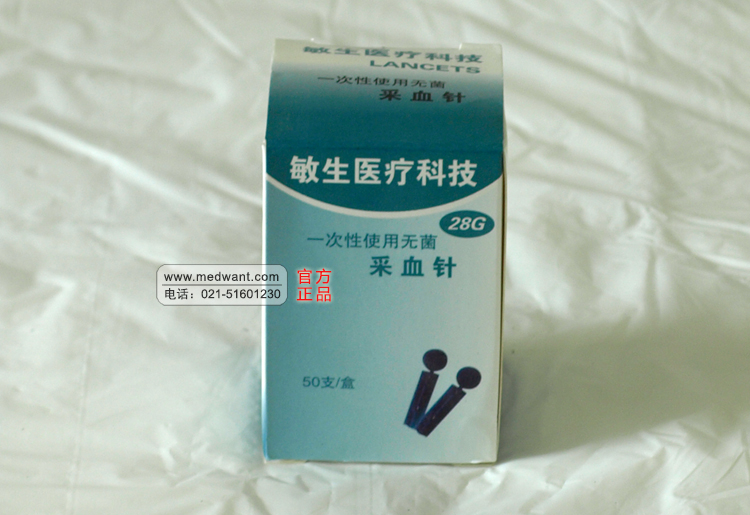 敏生医疗科技
LANCETS
一次性使用无菌
采血针
敏生医疗科技
28G
一次性使用无菌
采血针
www.medwant.com
电话：021-51601230
官方
正品
50支/盒